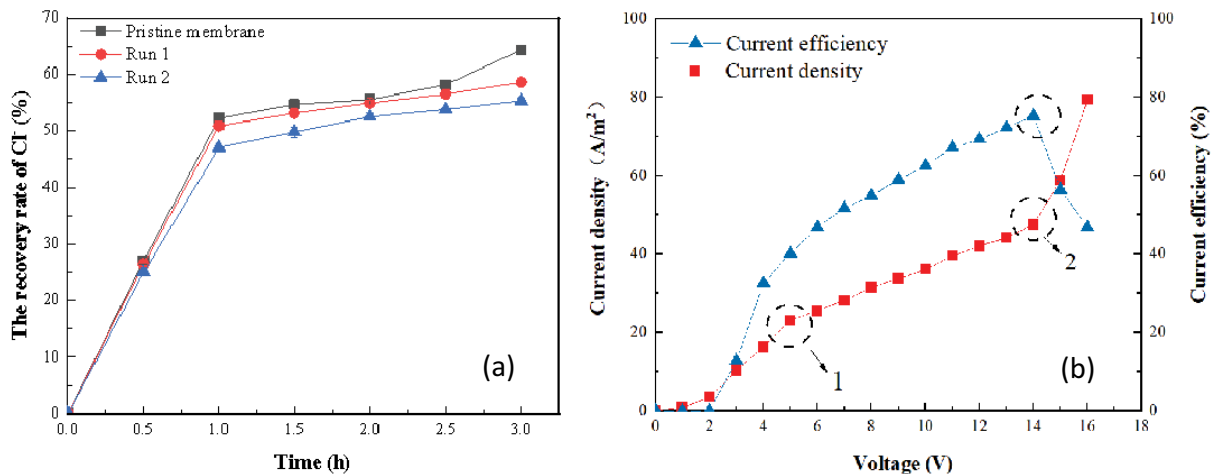 70
60
50
40
30
20
10
0
The recovery rate of Cl⁻ (%)
Pristine membrane
Run 1
Run 2
(a)
0.0 0.5 1.0 1.5 2.0 2.5 3.0
Time (h)
100
80
60
40
20
0
Current density (A/m²)
Current efficiency
Current density
1
2
(b)
0 2 4 6 8 10 12 14 16 18
Voltage (V)
100
80
60
40
20
0
Current efficiency (%)